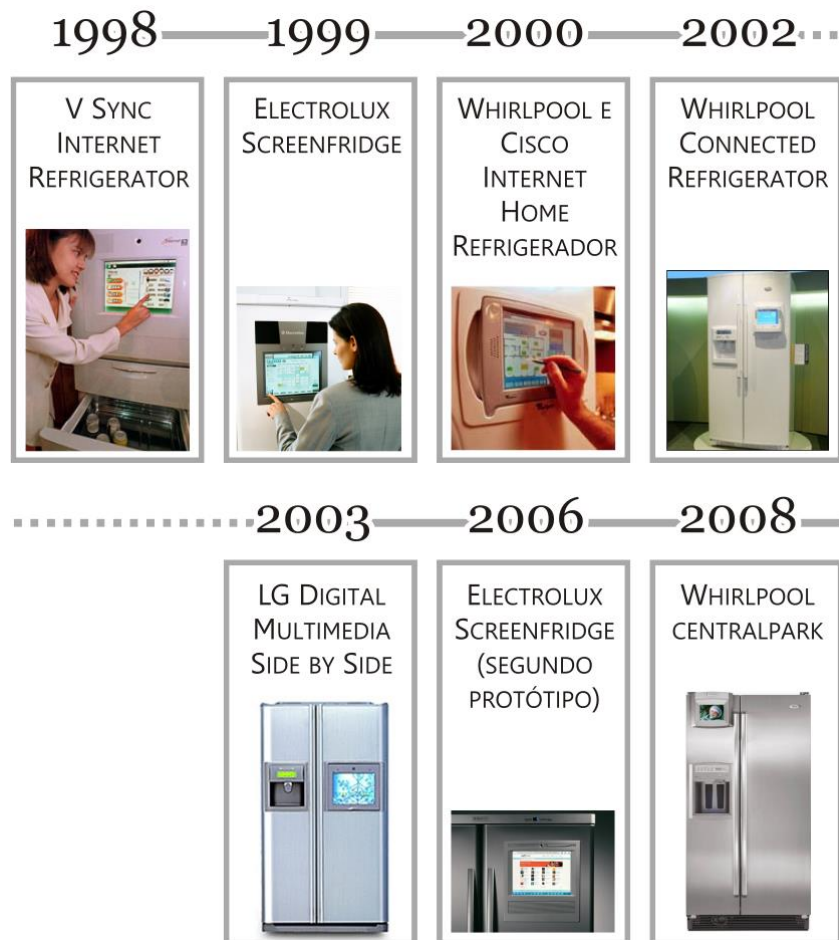 1998 1999 2000 2002
V SYNC
INTERNET
REFRIGERATOR
ELECTROLUX
SCREENFRIDGE
WHIRLPOOL E
CISCO
INTERNET
HOME
REFRIGERADOR
WHIRLPOOL
CONNECTED
REFRIGERATOR
2003 2006 2008
LG DIGITAL
MULTIMEDIA
SIDE BY SIDE
ELECTROLUX
SCREENFRIDGE
(SEGUNDO
PROTÓTIPO)
WHIRLPOOL
CENTRALPARK